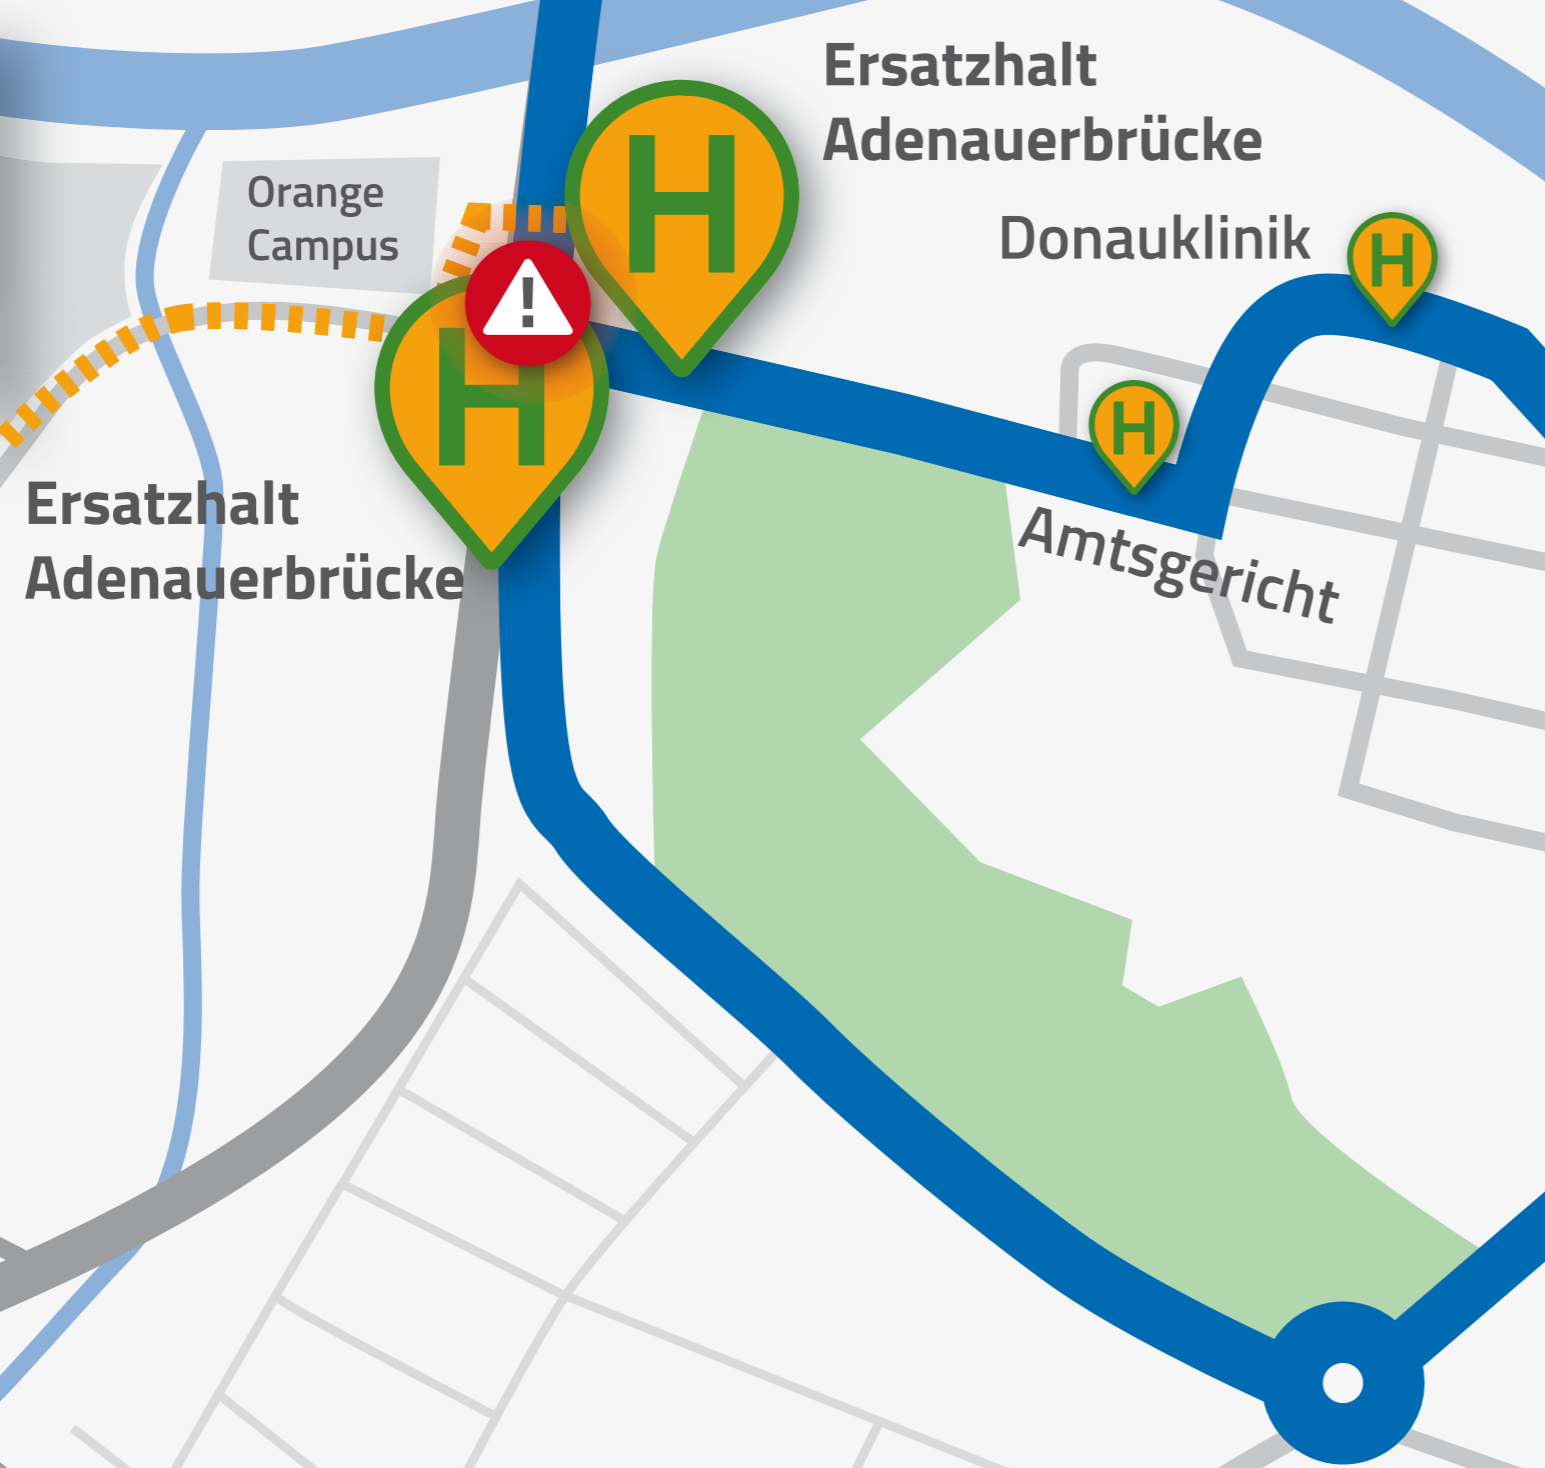 Ersatzhalt
Adenauerbrücke
H
Orange
Campus
Donauklinik
H
!
H
H
Amtsgericht
Ersatzhalt
Adenauerbrücke